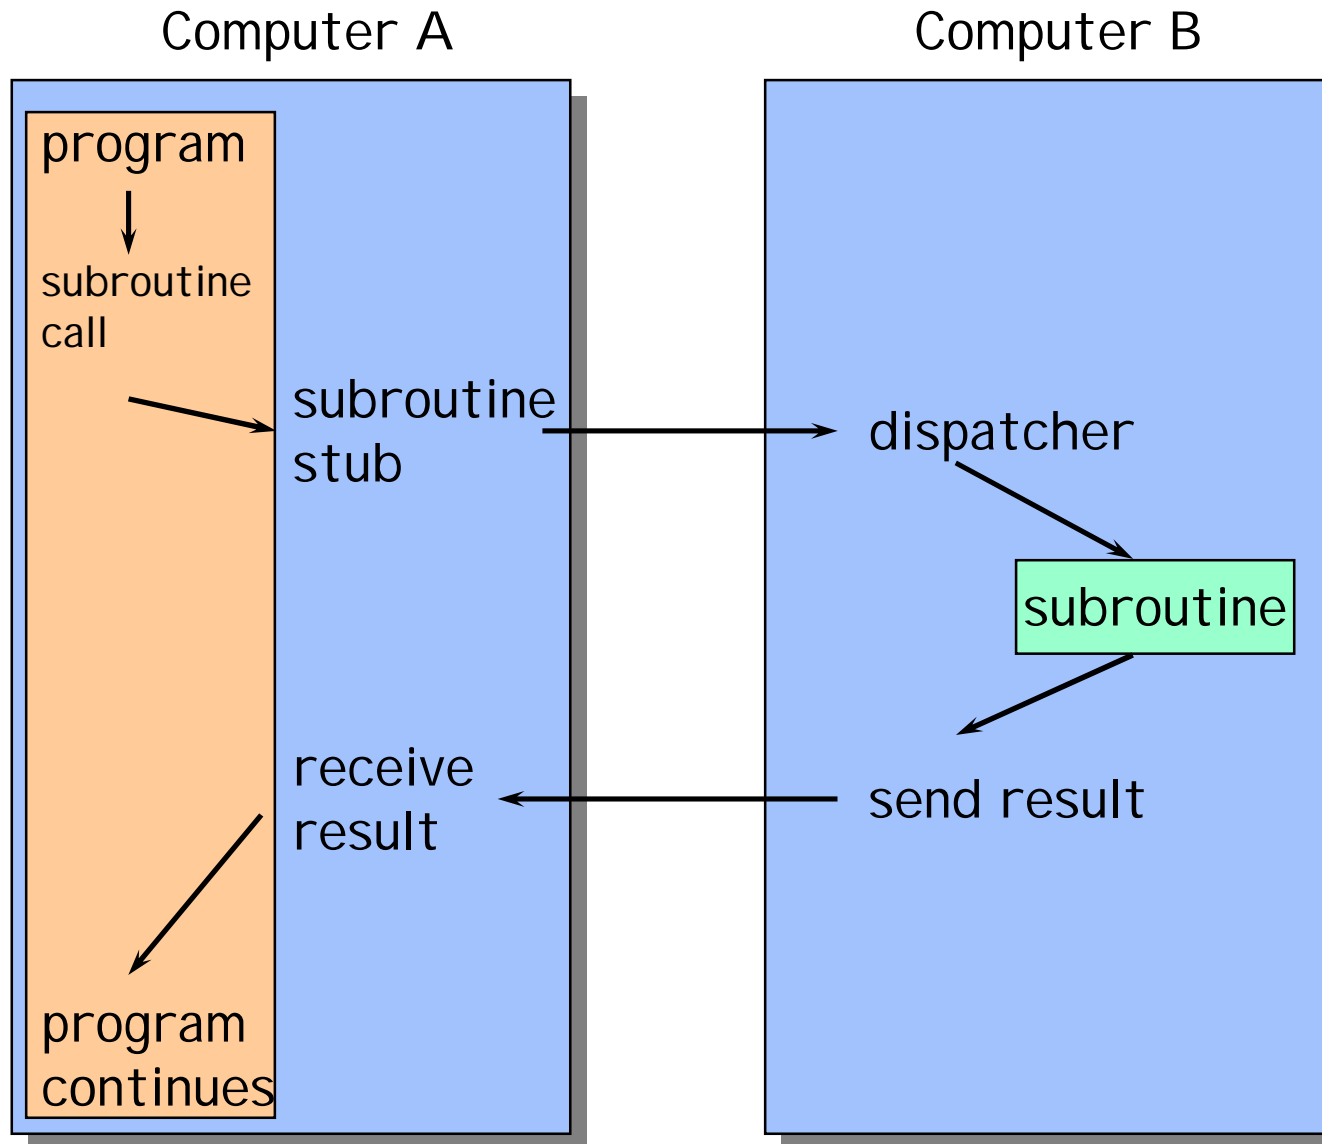 Computer A
Computer B
program
subroutine
call
subroutine
stub
dispatcher
subroutine
send result
receive
result
program
continues